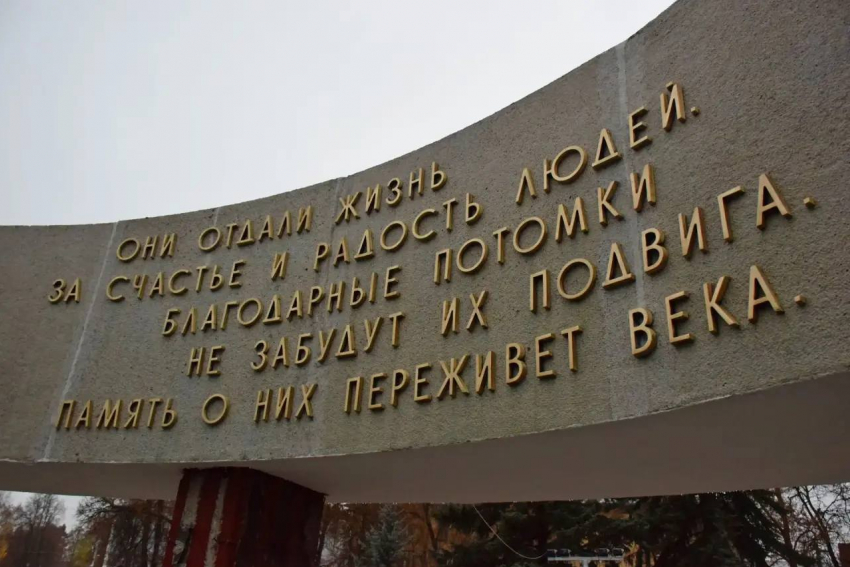 ОНИ ОТДАЛИ ЖИЗНЬ
ЗА СЧАСТЬЕ И РАДОСТЬ ЛЮДЕЙ.
БЛАГОДАРНЫЕ ПОТОМКИ
НЕ ЗАБУДУТ ИХ ПОДВИГА.
ПАМЯТЬ О НИХ ПЕРЕЖИВЕТ ВЕКА.